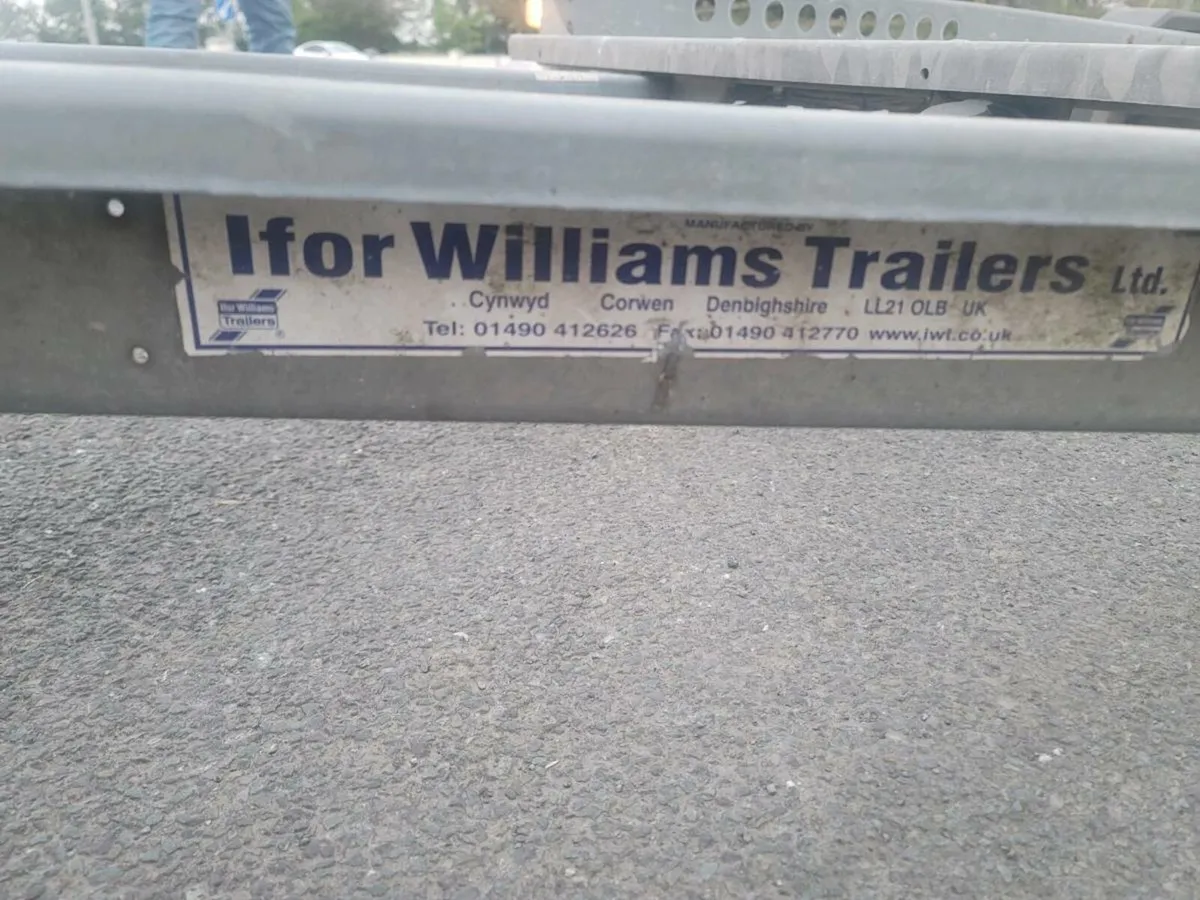 MANUFACTURED BY
Ifor Williams Trailers Ltd.
Cynwyd Corwen Denbighshire LL21 OLB UK
Tel: 01490 412626 Fax: 01490 412770 www.iwt.co.uk
Ifor Williams
Trailers ®